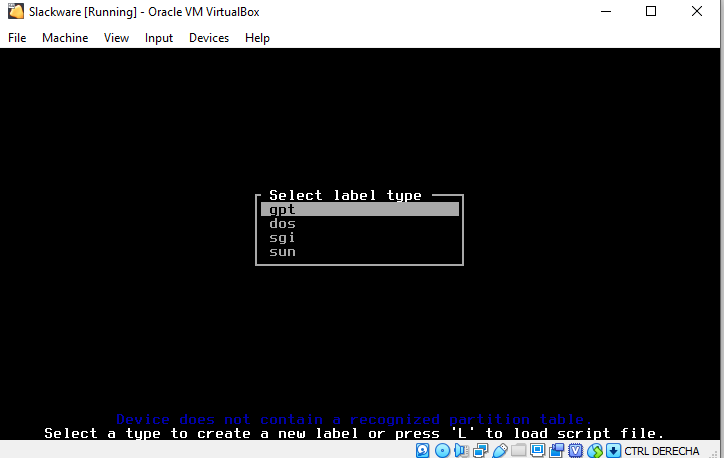 Slackware [Running] - Oracle VM VirtualBox
File Machine View Input Devices Help
Select label type
gpt
dos
sgi
sun
Device does not contain a recognized partition table.
Select a type to create a new label or press 'L' to load script file.
CTRL DERECHA